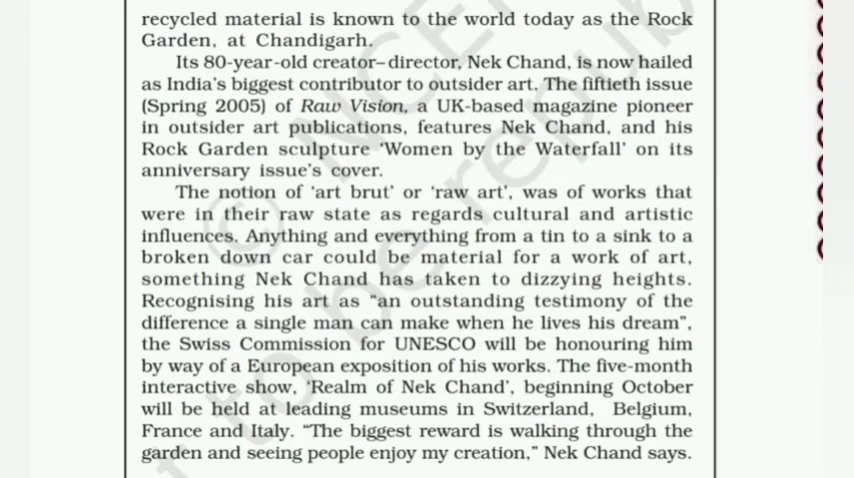 recycled material is known to the world today as the Rock
Garden, at Chandigarh.
Its 80-year-old creator– director, Nek Chand, is now hailed
as India's biggest contributor to outsider art. The fiftieth issue
(Spring 2005) of Raw Vision, a UK-based magazine pioneer
in outsider art publications, features Nek Chand, and his
Rock Garden sculpture 'Women by the Waterfall' on its
anniversary issue's cover.
The notion of 'art brut' or 'raw art', was of works that
were in their raw state as regards cultural and artistic
influences. Anything and everything from a tin to a sink to a
broken down car could be material for a work of art,
something Nek Chand has taken to dizzying heights.
Recognising his art as "an outstanding testimony of the
difference a single man can make when he lives his dream",
the Swiss Commission for UNESCO will be honouring him
by way of a European exposition of his works. The five-month
interactive show, 'Realm of Nek Chand', beginning October
will be held at leading museums in Switzerland, Belgium,
France and Italy. "The biggest reward is walking through the
garden and seeing people enjoy my creation," Nek Chand says.